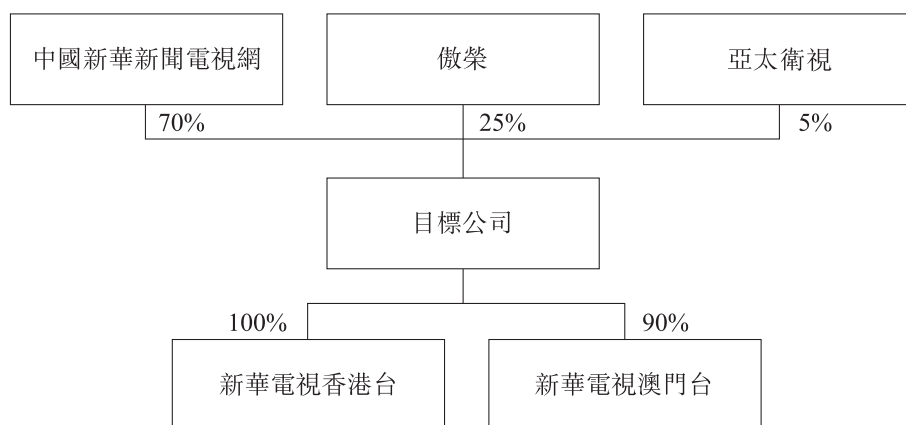 中國新華新聞電視網
傲榮
亞太衛視
70%
25%
5%
目標公司
100%
90%
新華電視香港台
新華電視澳門台